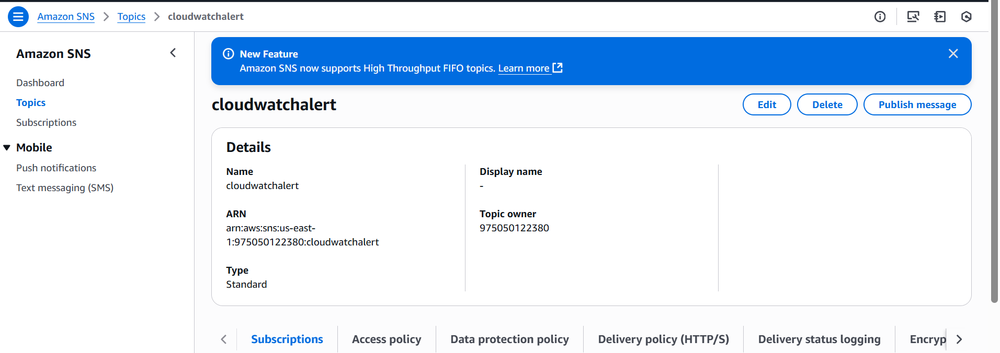 Amazon SNS > Topics > cloudwatchalert
Amazon SNS
Dashboard
Topics
Subscriptions
Mobile
Push notifications
Text messaging (SMS)
New Feature
Amazon SNS now supports High Throughput FIFO topics. Learn more
cloudwatchalert
Edit
Delete
Publish message
Details
Name
cloudwatchalert
ARN
arn:aws:sns:us-east-
1:975050122380:cloudwatchalert
Type
Standard
Display name
-
Topic owner
975050122380
Subscriptions
Access policy
Data protection policy
Delivery policy (HTTP/S)
Delivery status logging
Encryp